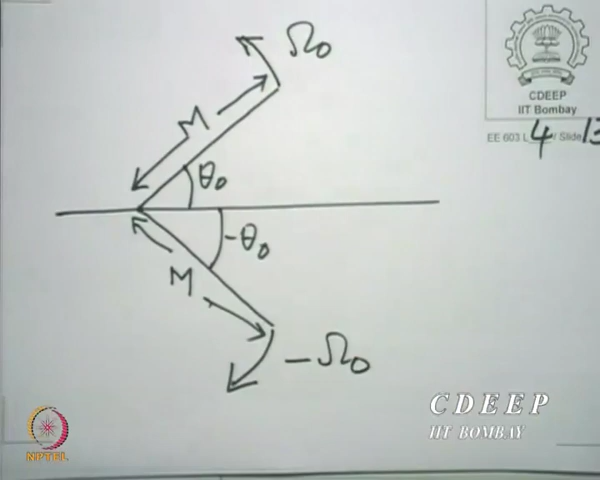 Ω₀
M
θ₀
-θ₀
M
-Ω₀
CDEEP
IIT Bombay
EE 603 L 4 / Slide 13
CDEEP
IIT BOMBAY
NPTEL